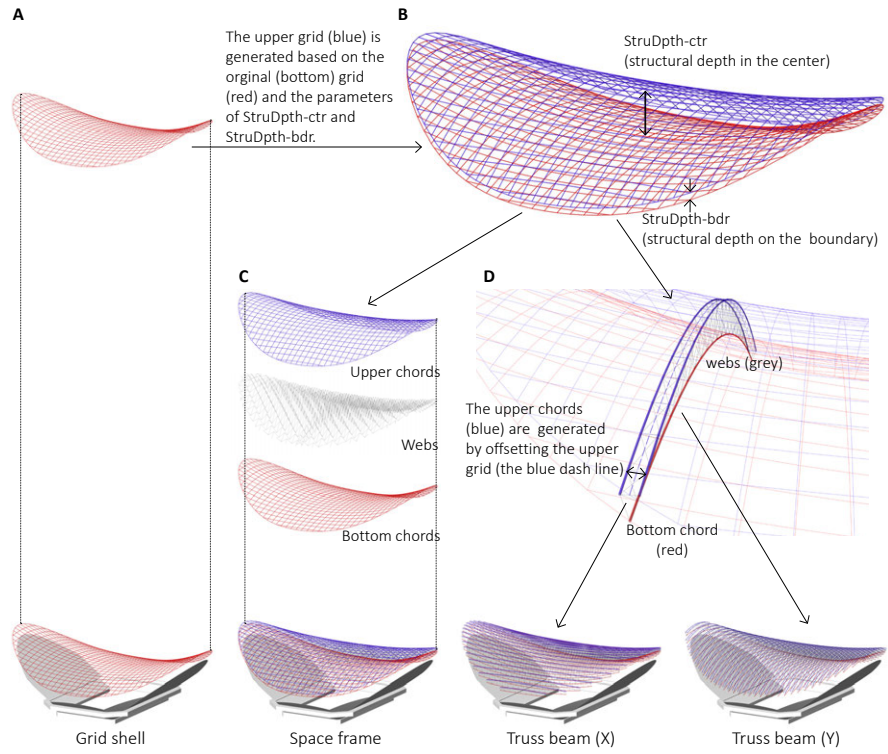 A
The upper grid (blue) is
generated based on the
orginal (bottom) grid
(red) and the parameters
of StruDpth-ctr and
StruDpth-bdr.
B
StruDpth-ctr
(structural depth in the center)
StruDpth-bdr
(structural depth on the boundary)
C
Upper chords
Webs
Bottom chords
D
webs (grey)
The upper chords
(blue) are generated
by offsetting the upper
grid (the blue dash line)
Bottom chord
(red)
Grid shell
Space frame
Truss beam (X)
Truss beam (Y)